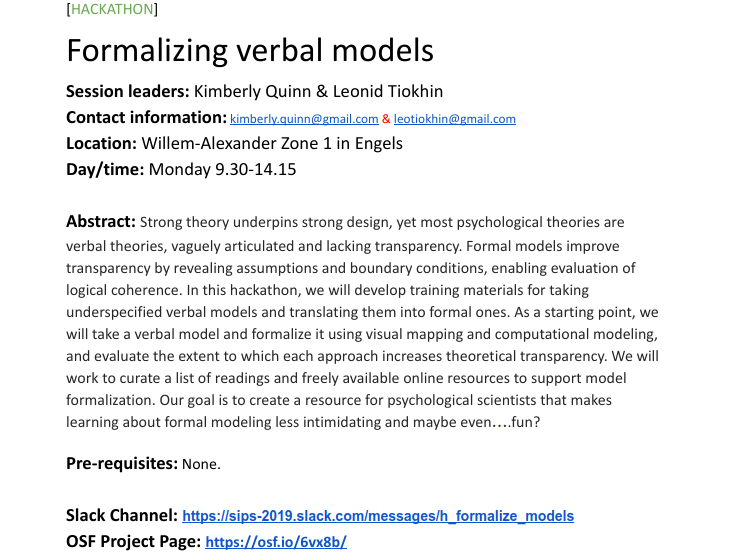 [HACKATHON]
Formalizing verbal models
Session leaders: Kimberly Quinn & Leonid Tiokhin
Contact information: kimberly.quinn@gmail.com & leotiokhin@gmail.com
Location: Willem-Alexander Zone 1 in Engels
Day/time: Monday 9.30-14.15
Abstract: Strong theory underpins strong design, yet most psychological theories are
verbal theories, vaguely articulated and lacking transparency. Formal models improve
transparency by revealing assumptions and boundary conditions, enabling evaluation of
logical coherence. In this hackathon, we will develop training materials for taking
underspecified verbal models and translating them into formal ones. As a starting point, we
will take a verbal model and formalize it using visual mapping and computational modeling,
and evaluate the extent to which each approach increases theoretical transparency. We will
work to curate a list of readings and freely available online resources to support model
formalization. Our goal is to create a resource for psychological scientists that makes
learning about formal modeling less intimidating and maybe even….fun?
Pre-requisites: None.
Slack Channel: https://sips-2019.slack.com/messages/h_formalize_models
OSF Project Page: https://osf.io/6vx8b/